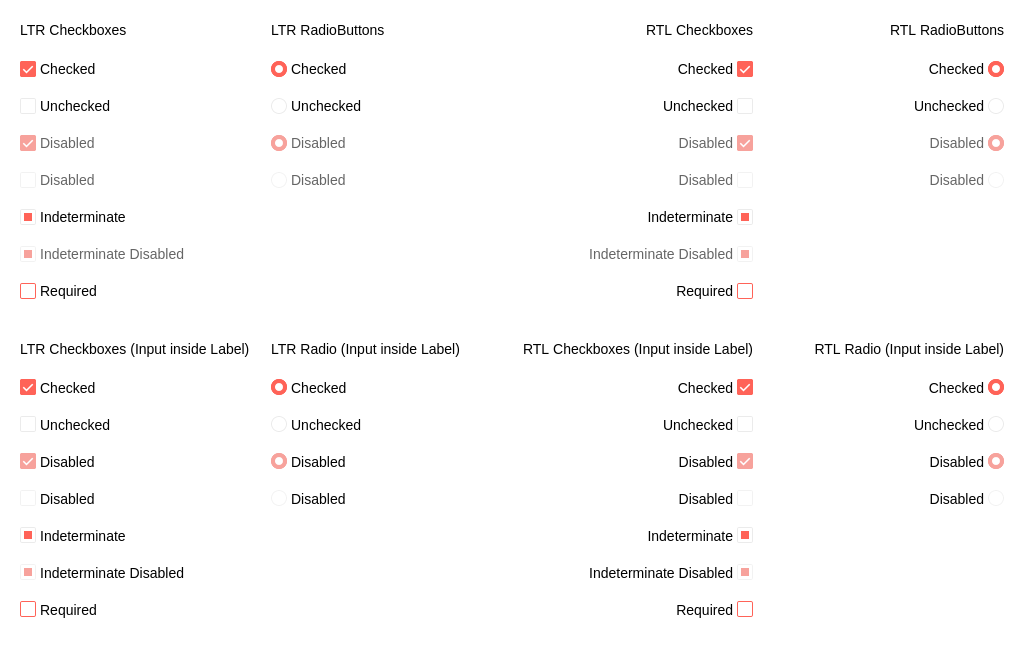 LTR Checkboxes
Checked
Unchecked
Disabled
Disabled
Indeterminate
Indeterminate Disabled
Required
LTR RadioButtons
Checked
Unchecked
Disabled
Disabled
RTL Checkboxes
Checked
Unchecked
Disabled
Disabled
Indeterminate
Indeterminate Disabled
Required
RTL RadioButtons
Checked
Unchecked
Disabled
Disabled
LTR Checkboxes (Input inside Label)
Checked
Unchecked
Disabled
Disabled
Indeterminate
Indeterminate Disabled
Required
LTR Radio (Input inside Label)
Checked
Unchecked
Disabled
Disabled
RTL Checkboxes (Input inside Label)
Checked
Unchecked
Disabled
Disabled
Indeterminate
Indeterminate Disabled
Required
RTL Radio (Input inside Label)
Checked
Unchecked
Disabled
Disabled